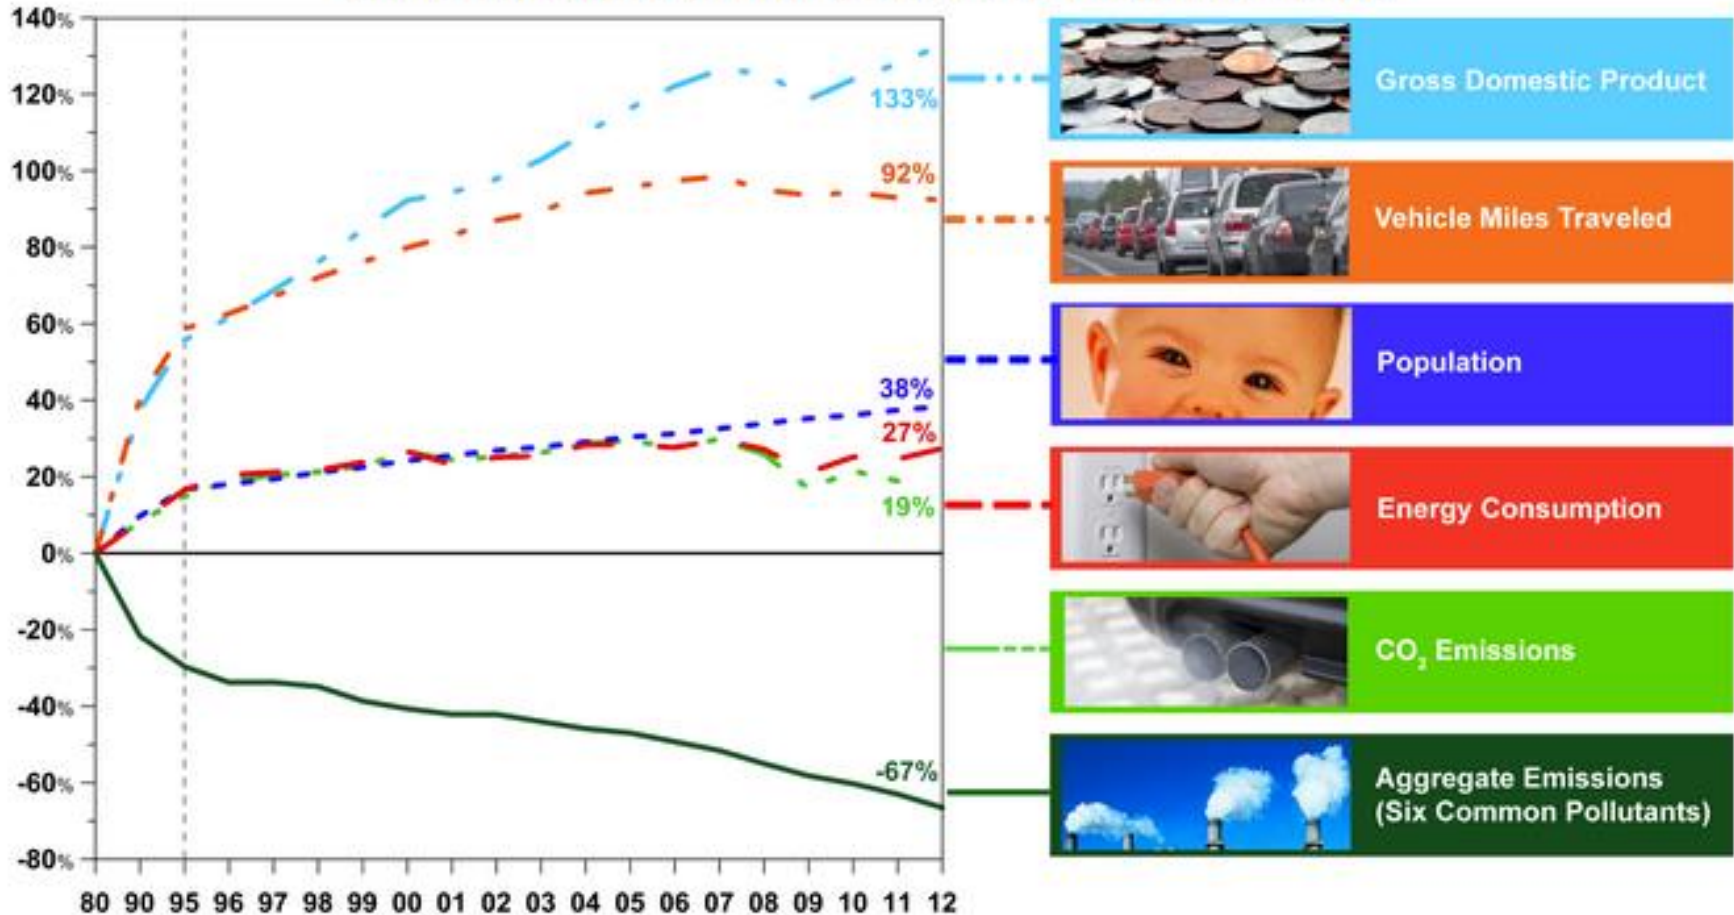 140%
120%
100%
80%
60%
40%
20%
0%
-20%
-40%
-60%
-80%
80 90 95 96 97 98 99 00 01 02 03 04 05 06 07 08 09 10 11 12
133%
92%
38%
27%
19%
-67%
Gross Domestic Product
Vehicle Miles Traveled
Population
Energy Consumption
CO₂ Emissions
Aggregate Emissions
(Six Common Pollutants)